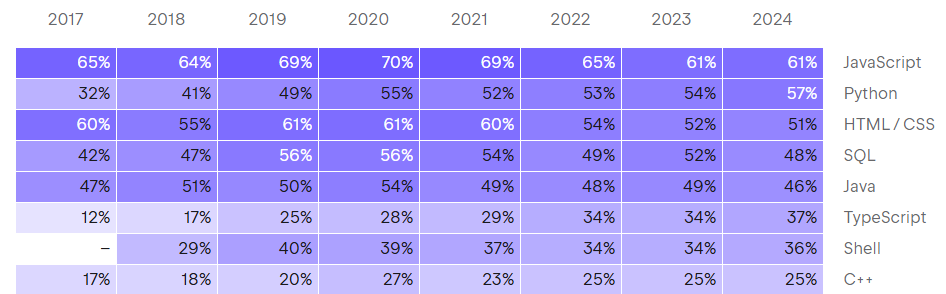 2017 2018 2019 2020 2021 2022 2023 2024
65% 64% 69% 70% 69% 65% 61% 61% JavaScript
32% 41% 49% 55% 52% 53% 54% 57% Python
60% 55% 61% 61% 60% 54% 52% 51% HTML / CSS
42% 47% 56% 56% 54% 49% 52% 48% SQL
47% 51% 50% 54% 49% 48% 49% 46% Java
12% 17% 25% 28% 29% 34% 34% 37% TypeScript
– 29% 40% 39% 37% 34% 34% 36% Shell
17% 18% 20% 27% 23% 25% 25% 25% C++